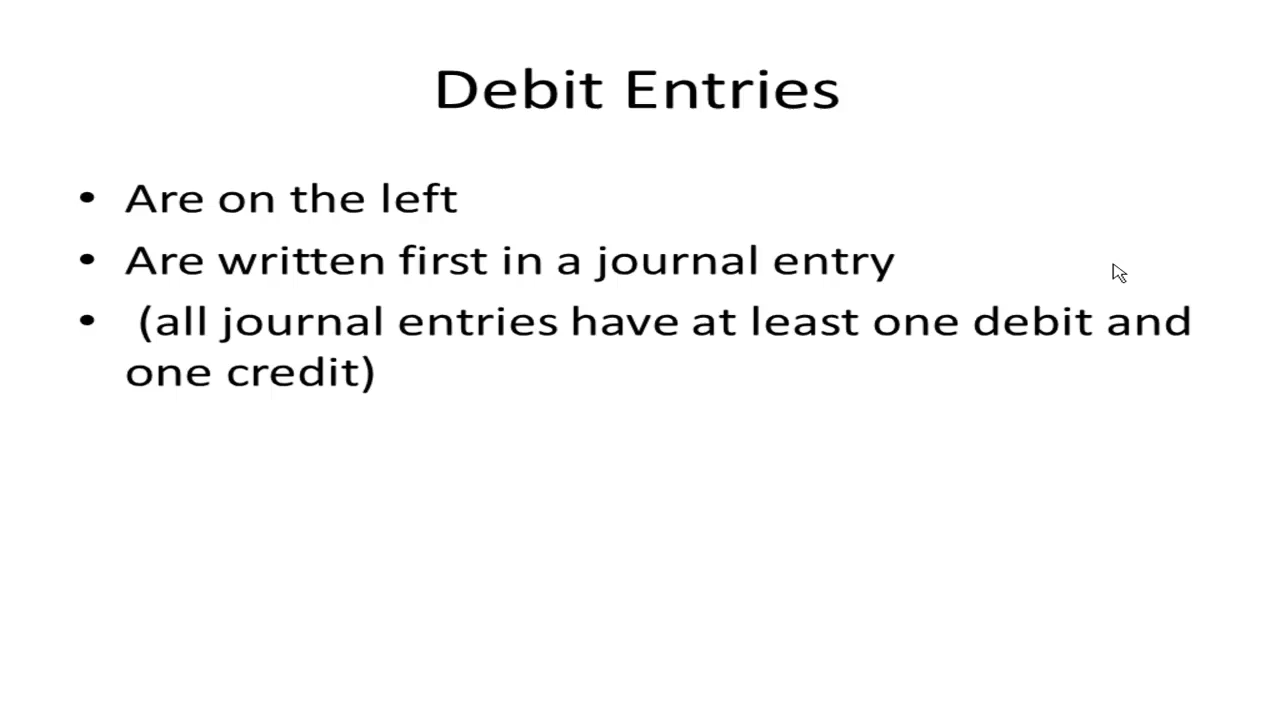 Debit Entries
• Are on the left
• Are written first in a journal entry
• (all journal entries have at least one debit and
one credit)